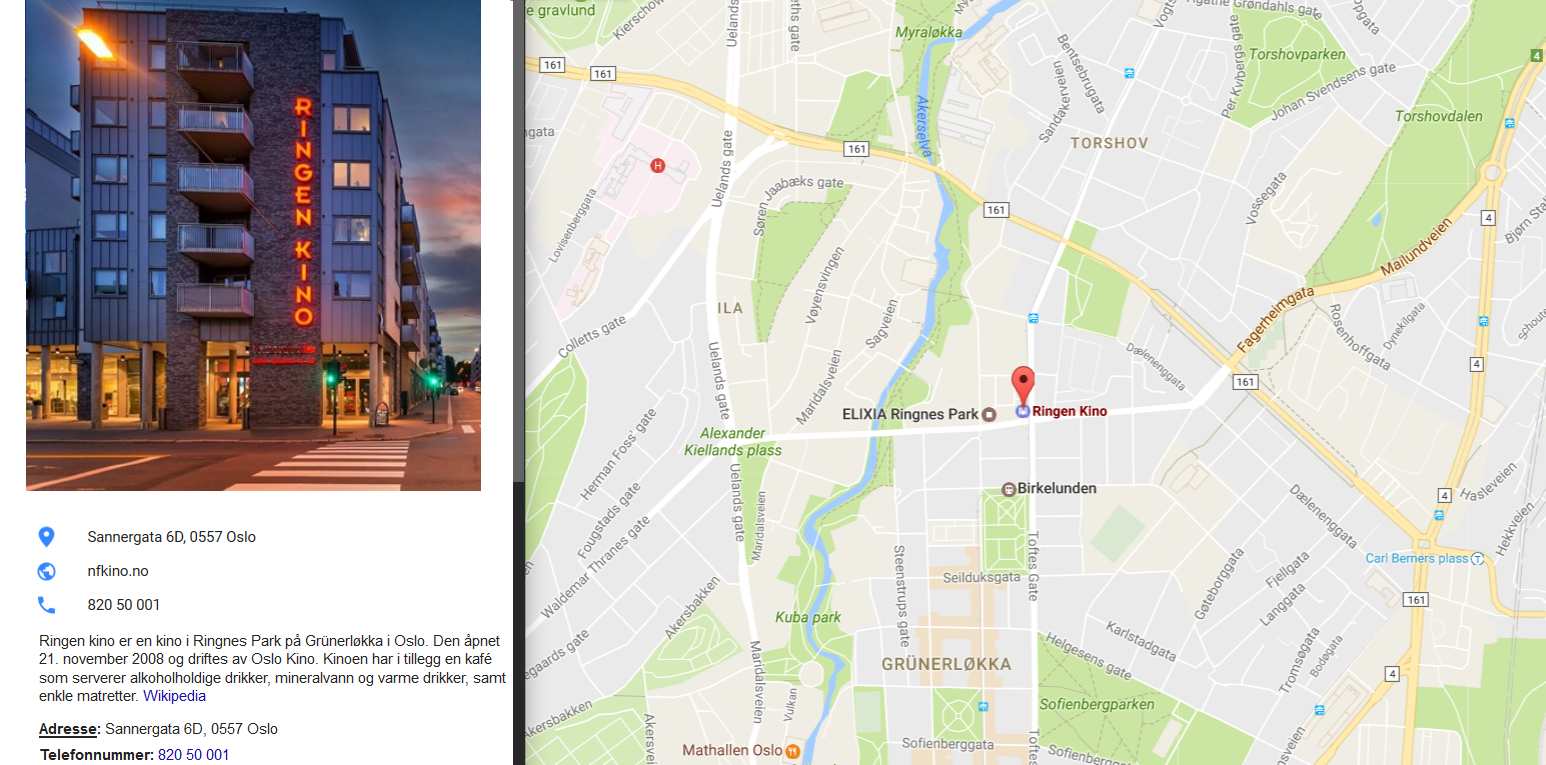 RINGEN KINO
Sannergata 6D, 0557 Oslo
nfkino.no
820 50 001
Ringen kino er en kino i Ringnes Park på Grünerløkka i Oslo. Den åpnet
21. november 2008 og driftes av Oslo Kino. Kinoen har i tillegg en kafé
som serverer alkoholholdige drikker, mineralvann og varme drikker, samt
enkle matretter. Wikipedia
Adresse: Sannergata 6D, 0557 Oslo
Telefonnummer: 820 50 001
e gravlund
Uelands gate
Myraløkka
Agathe Grøndahls gate
Torshovparken
4
161
161
Bentsebrugata
Sandakerveien
Per Kvibergs gate
Johan Svendsens gate
Torshovdalen
Akerselva
TORSHOV
161
H
Uelands gate
Søren Jaabæks gate
Lovisenberggata
161
Vossegata
4
Mailundveien
Vøyensvingen
Sagveien
ILA
Colletts gate
Fagerheimgata
Rosenhoffgata
Dynekilgata
Uelands gate
Maridalsveien
Dælenenggata
4
161
ELIXIA Ringnes Park
Ringen Kino
Alexander
Kiellands plass
Herman Foss' gate
Uelands gate
Fougstads gate
Waldemar Thranes gate
Maridalsveien
Birkelunden
Dælenenggata
4
Hasleveien
Hekkveien
Carl Berners plass
T
Toftes Gate
Steenstrups gate
Seilduksgata
Gøteborggata
Fjellgata
Langgata
161
Akersbakken
Kuba park
Helgesens gate
Karlstadgata
Tromsøgata
Bodøgata
GRÜNERLØKKA
4
Maridalsveien
Vulkan
Akersbakken
Sofienbergparken
Mathallen Oslo
Sofienberggata